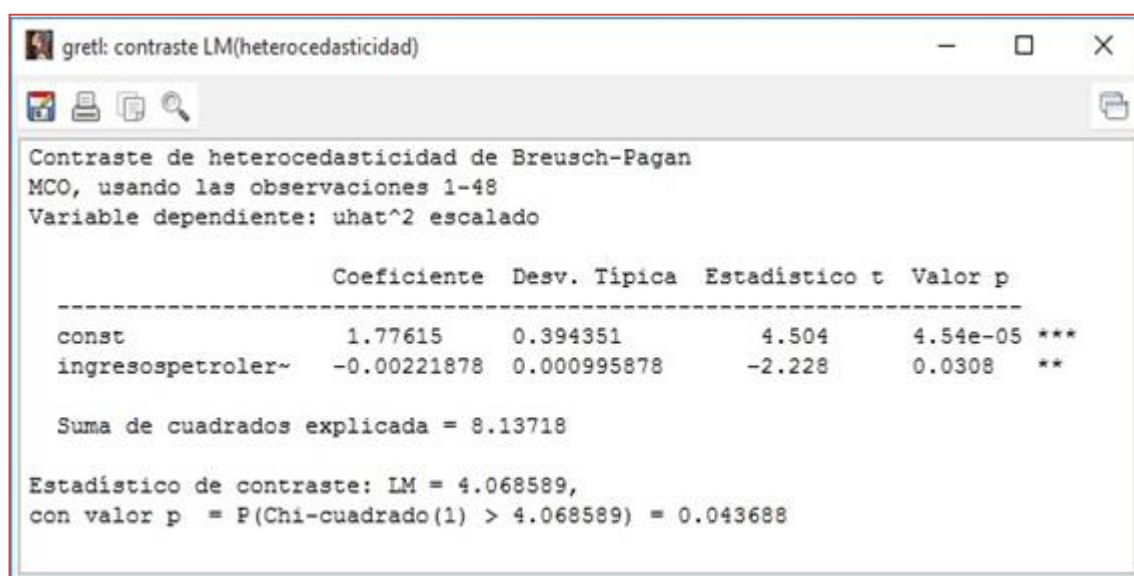 gretl: contraste LM(heterocedasticidad)
Contraste de heterocedasticidad de Breusch-Pagan
MCO, usando las observaciones 1-48
Variable dependiente: uhat^2 escalado
Coeficiente Desv. Típica Estadístico t Valor p
-----------------------------------------------------------------------
const 1.77615 0.394351 4.504 4.54e-05 ***
ingresospetroler~ -0.00221878 0.000995878 -2.228 0.0308 **
Suma de cuadrados explicada = 8.13718
Estadístico de contraste: LM = 4.068589,
con valor p = P(Chi-cuadrado(1) > 4.068589) = 0.043688